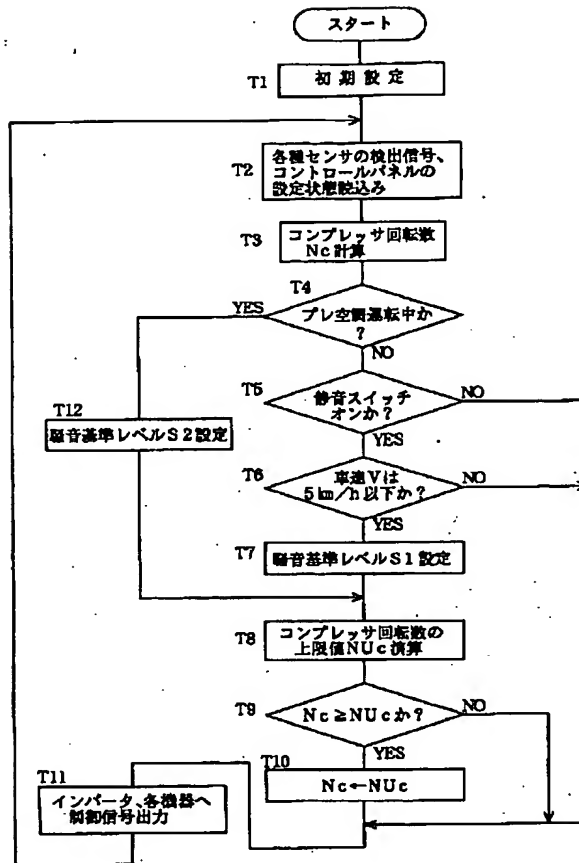 スタート
T1
初期設定
T2
各種センサの検出信号、
コントロールパネルの
設定状態読込み
T3
コンプレッサ回転数
Nc計算
T4
YES
プレ空調運転中か
?
NO
T5
静音スイッチ
オンか?
NO
YES
T12
騒音基準レベルS2設定
T6
車速Vは
5km/h以下か?
NO
YES
T7
騒音基準レベルS1設定
T8
コンプレッサ回転数の
上限値NUc演算
T9
Nc≧NUcか?
NO
YES
T10
Nc←NUc
T11
インバータ、各機器へ
制御信号出力